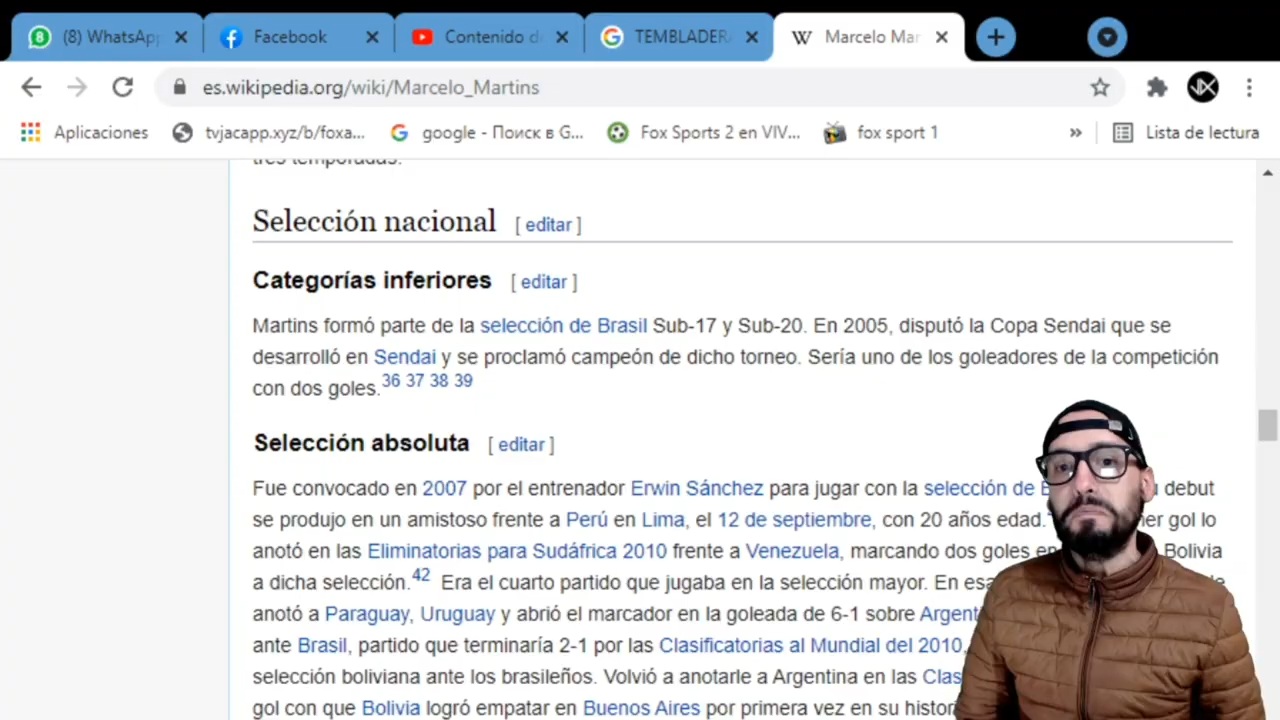 (8) WhatsApp
Facebook
Contenido d
TEMBLADERA
Marcelo Mar
es.wikipedia.org/wiki/Marcelo_Martins
Aplicaciones
tvjacapp.xyz/b/foxa...
google - Поиск в G...
Fox Sports 2 en VIV...
fox sport 1
»
Lista de lectura
tres temporadas.
Selección nacional [ editar ]
Categorías inferiores [ editar ]
Martins formó parte de la selección de Brasil Sub-17 y Sub-20. En 2005, disputó la Copa Sendai que se
desarrolló en Sendai y se proclamó campeón de dicho torneo. Sería uno de los goleadores de la competición
con dos goles.36 37 38 39
Selección absoluta [ editar ]
Fue convocado en 2007 por el entrenador Erwin Sánchez para jugar con la selección de debut
se produjo en un amistoso frente a Perú en Lima, el 12 de septiembre, con 20 años edad. gol lo
anotó en las Eliminatorias para Sudáfrica 2010 frente a Venezuela, marcando dos goles Bolivia
a dicha selección.42 Era el cuarto partido que jugaba en la selección mayor. En
anotó a Paraguay, Uruguay y abrió el marcador en la goleada de 6-1 sobre
ante Brasil, partido que terminaría 2-1 por las Clasificatorias al Mundial del 2010,
selección boliviana ante los brasileños. Volvió a anotarle a Argentina en las
gol con que Bolivia logró empatar en Buenos Aires por primera vez en su